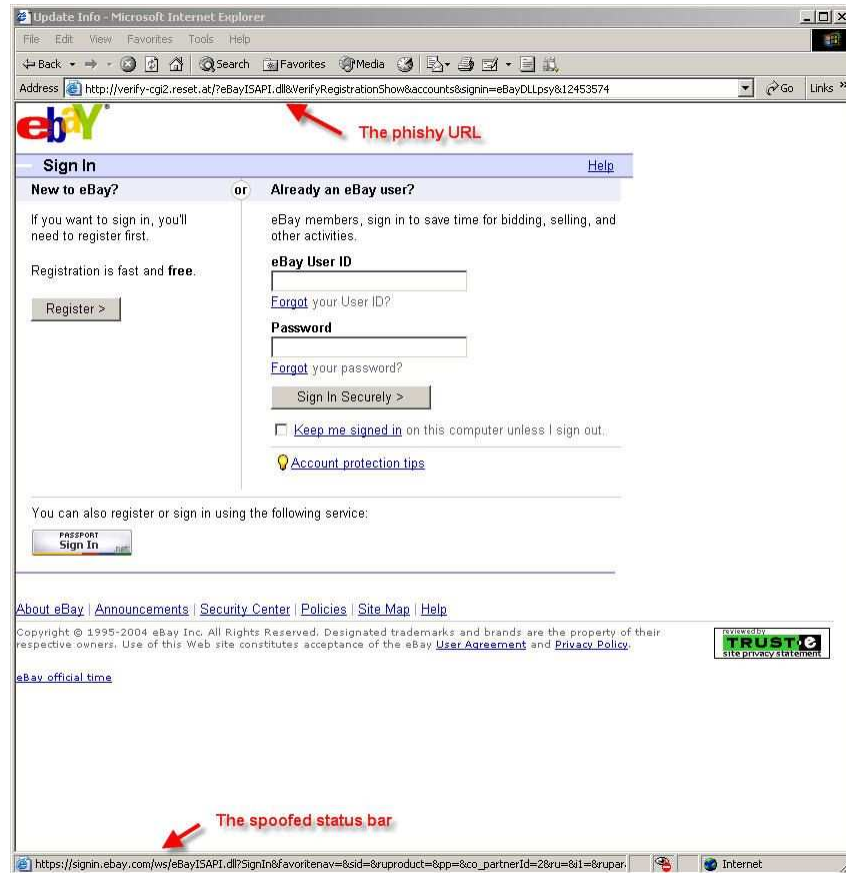 Update Info - Microsoft Internet Explorer
File Edit View Favorites Tools Help
Back Search Favorites Media
Address http://verify-cgi2.reset.at/?eBayISAPI.dll&VerifyRegistrationShow&accounts&signin=eBayDLLpsy&12453574 Go Links »
ebY
The phishy URL
Sign In Help
New to eBay? or Already an eBay user?
If you want to sign in, you'll
need to register first.
Registration is fast and free.
Register >
eBay members, sign in to save time for bidding, selling, and
other activities.
eBay User ID
Forgot your User ID?
Password
Forgot your password?
Sign In Securely >
Keep me signed in on this computer unless I sign out.
Account protection tips
You can also register or sign in using the following service:
PASSPORT
Sign In .net
About eBay | Announcements | Security Center | Policies | Site Map | Help
Copyright © 1995-2004 eBay Inc. All Rights Reserved. Designated trademarks and brands are the property of their
respective owners. Use of this Web site constitutes acceptance of the eBay User Agreement and Privacy Policy.
reviewed by
TRUST·e
site privacy statement
eBay official time
The spoofed status bar
https://signin.ebay.com/ws/eBayISAPI.dll?SignIn&favoritenav=&sid=&ruproduct=&pp=&co_partnerId=2&ru=&i1=&rupar. Internet